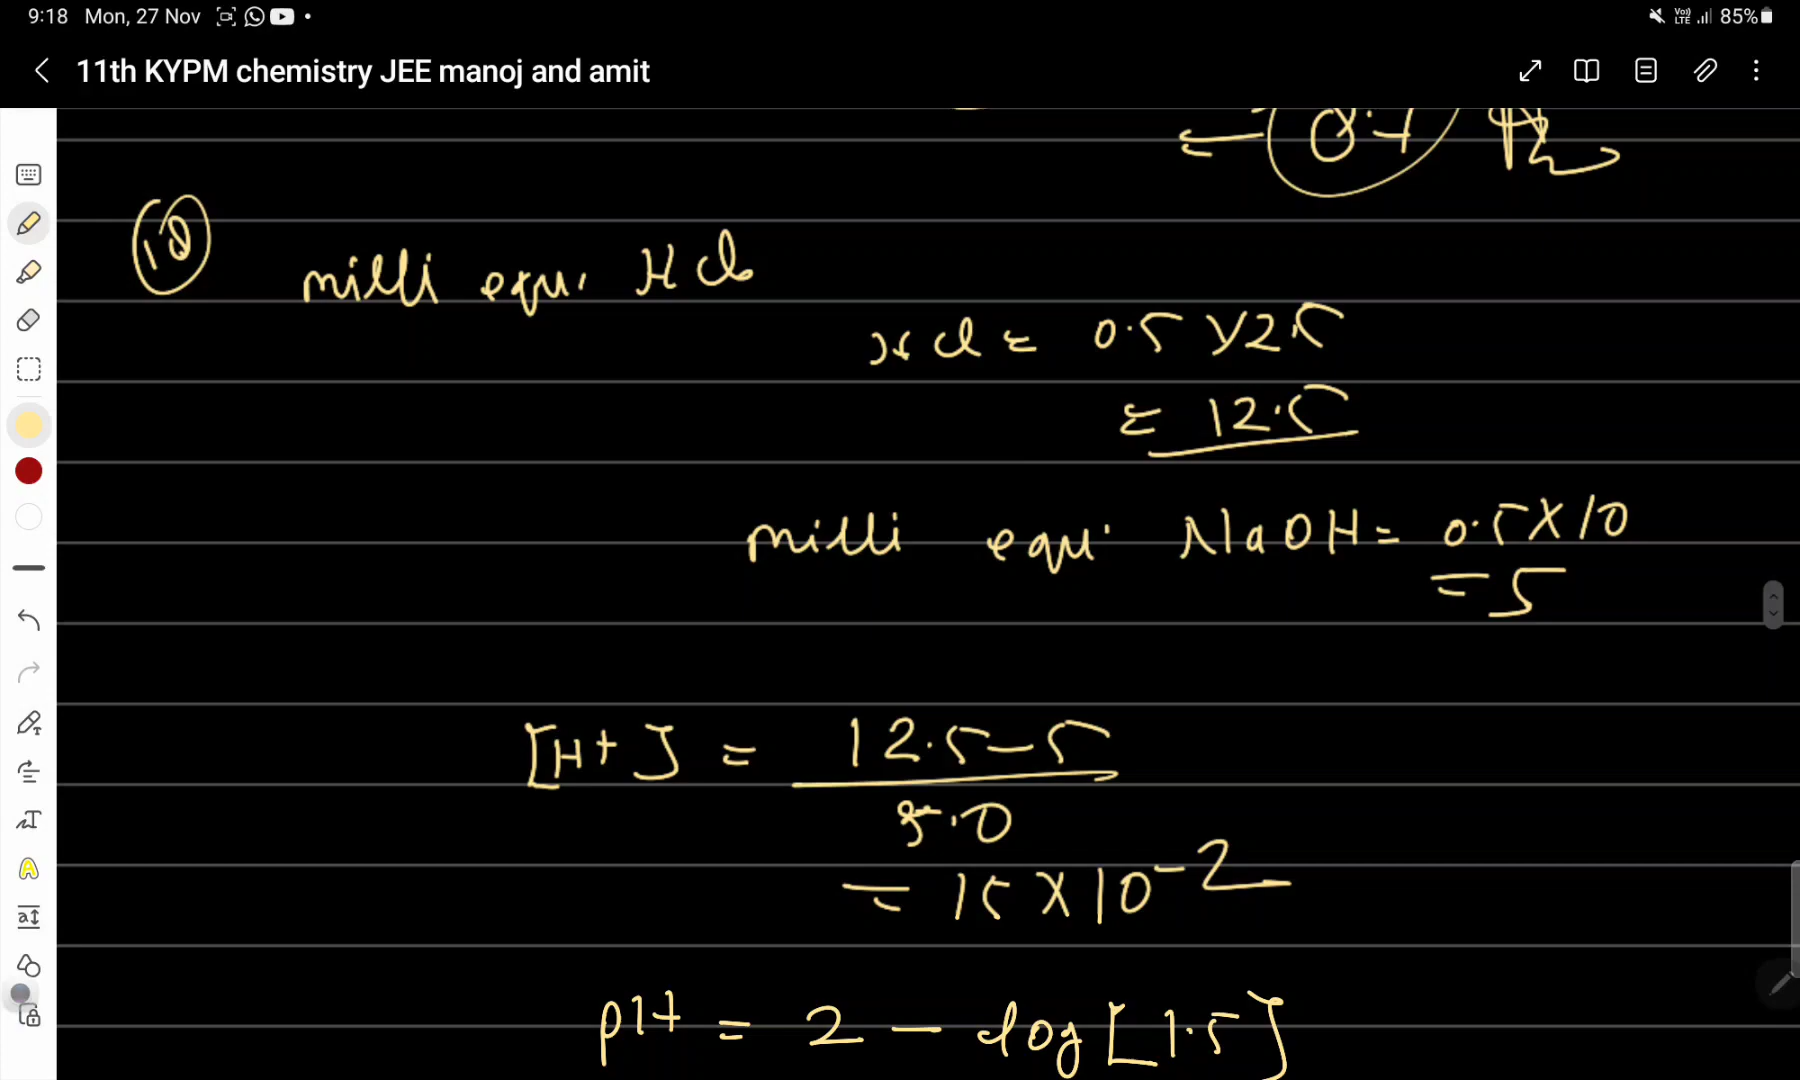 9:18 Mon, 27 Nov 85%
11th KYPM chemistry JEE manoj and amit
10
milli equi. HCl
HCl = 0.5 x 25
= 12.5
milli equi. NaOH = 0.5 X 10
= 5
[H+] = 12.5 - 5
= 15 X 10-2
pH = 2 - log [1.5]